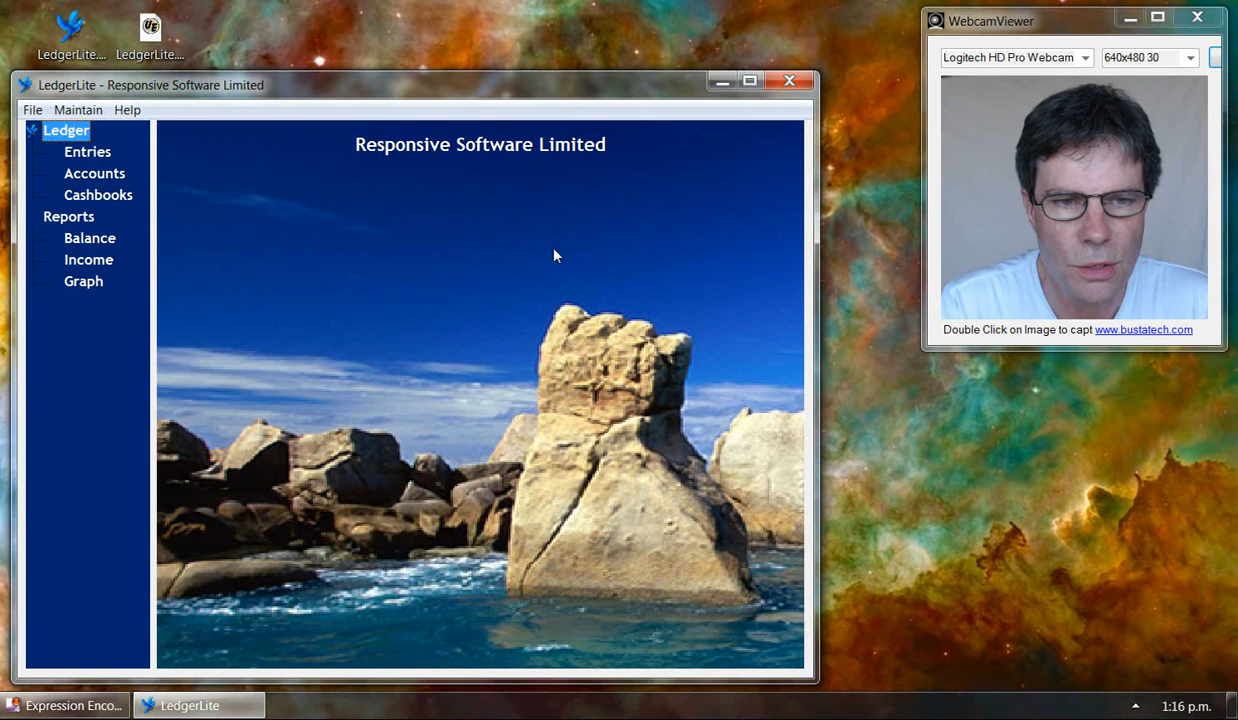 LedgerLite....
LedgerLite....
WebcamViewer
Logitech HD Pro Webcam
640x480 30
Double Click on Image to capt www.bustatech.com
LedgerLite - Responsive Software Limited
File Maintain Help
Ledger
Entries
Accounts
Cashbooks
Reports
Balance
Income
Graph
Responsive Software Limited
Expression Enco...
LedgerLite
1:16 p.m.